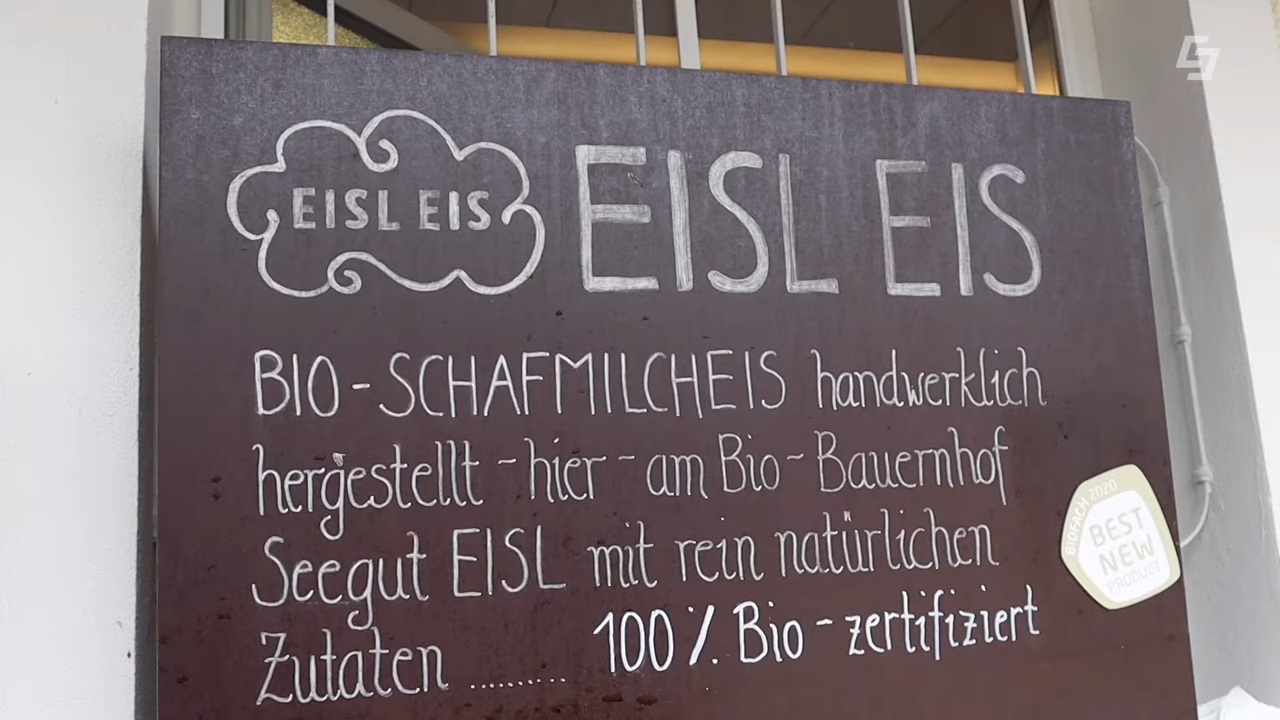 EISL EIS
EISL EIS
BIO-SCHAFMILCHEIS handwerklich
hergestellt - hier - am Bio-Bauernhof
Seegut EISL mit rein natürlichen
Zutaten .......... 100% Bio-zertifiziert
BIOFACH 2020
BEST
NEW
PRODUCT